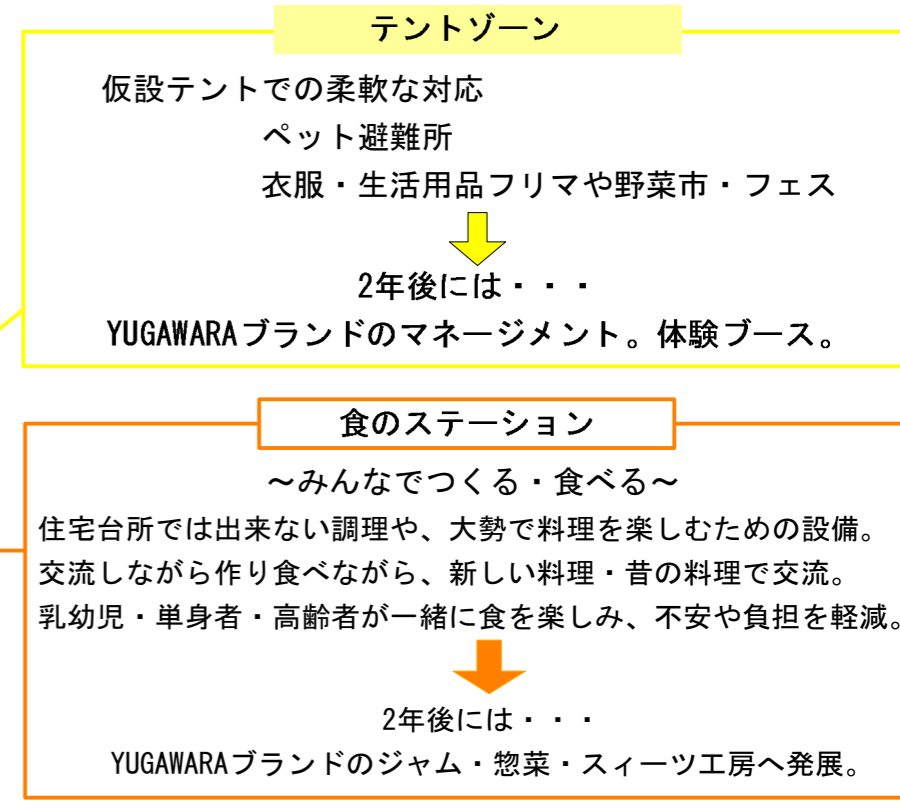 テントゾーン
仮設テントでの柔軟な対応
ペット避難所
衣服・生活用品フリマや野菜市・フェス
2年後には・・・
YUGAWARAブランドのマネージメント。体験ブース。
食のステーション
～みんなでつくる・食べる～
住宅台所では出来ない調理や、大勢で料理を楽しむための設備。
交流しながら作り食べながら、新しい料理・昔の料理で交流。
乳幼児・単身者・高齢者が一緒に食を楽しみ、不安や負担を軽減。
2年後には・・・
YUGAWARAブランドのジャム・惣菜・スィーツ工房へ発展。